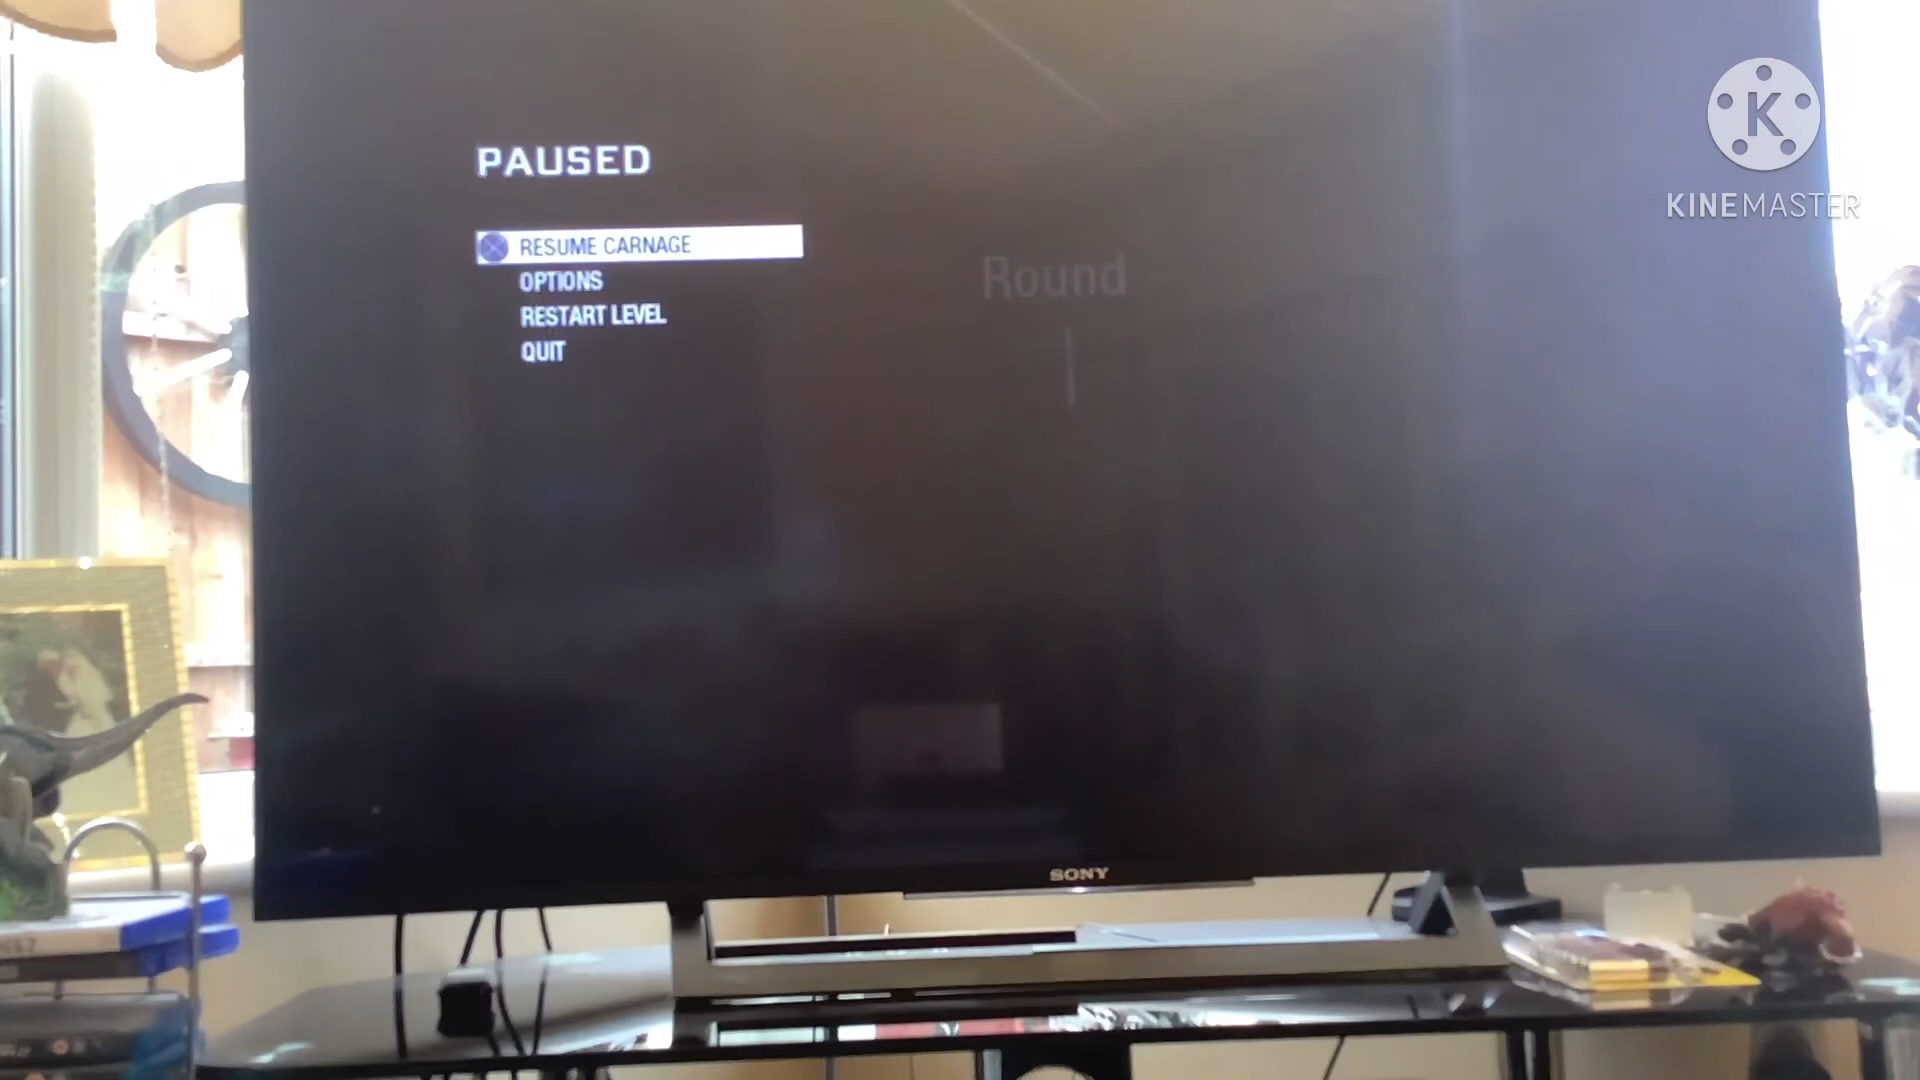 PAUSED
RESUME CARNAGE
OPTIONS
RESTART LEVEL
QUIT
Round
K
KINEMASTER
SONY